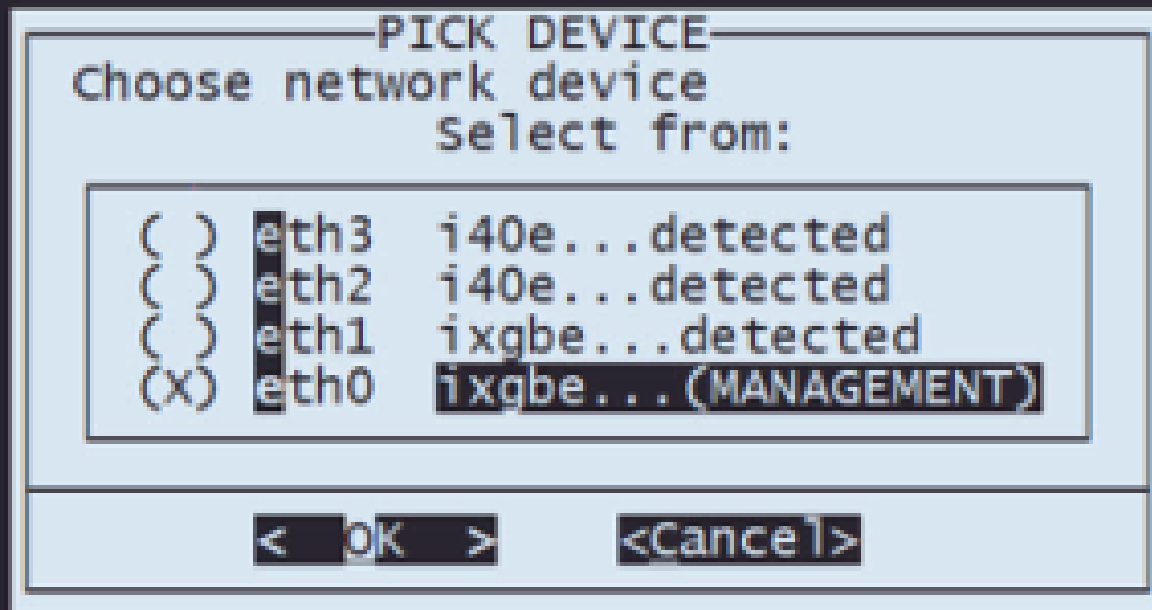 PICK DEVICE
Choose network device
Select from:
( ) eth3 i40e...detected
( ) eth2 i40e...detected
( ) eth1 ixgbe...detected
(X) eth0 ixgbe...(MANAGEMENT)
< OK > <Cancel>